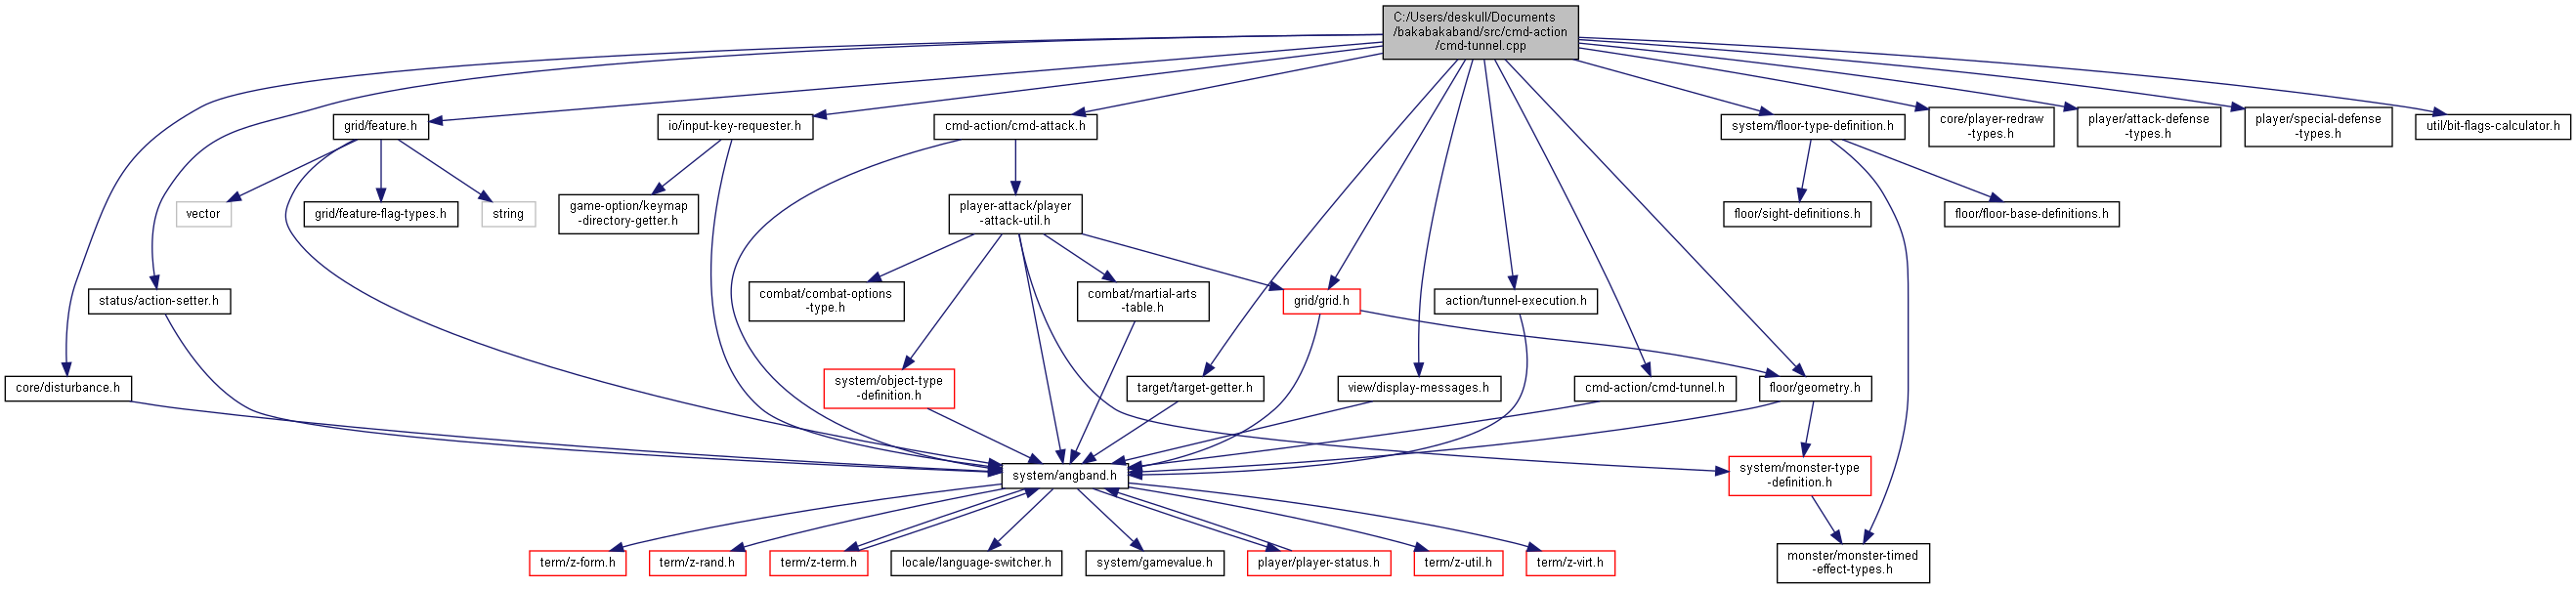 C:/Users/deskull/Documents
/bakabakaband/src/cmd-action
/cmd-tunnel.cpp
grid/feature.h
io/input-key-requester.h
cmd-action/cmd-attack.h
system/floor-type-definition.h
core/player-redraw
-types.h
player/attack-defense
-types.h
player/special-defense
-types.h
util/bit-flags-calculator.h
vector
grid/feature-flag-types.h
string
game-option/keymap
-directory-getter.h
player-attack/player
-attack-util.h
floor/sight-definitions.h
floor/floor-base-definitions.h
status/action-setter.h
combat/combat-options
-type.h
combat/martial-arts
-table.h
grid/grid.h
action/tunnel-execution.h
core/disturbance.h
system/object-type
-definition.h
target/target-getter.h
view/display-messages.h
cmd-action/cmd-tunnel.h
floor/geometry.h
system/angband.h
system/monster-type
-definition.h
term/z-form.h
term/z-rand.h
term/z-term.h
locale/language-switcher.h
system/gamevalue.h
player/player-status.h
term/z-util.h
term/z-virt.h
monster/monster-timed
-effect-types.h